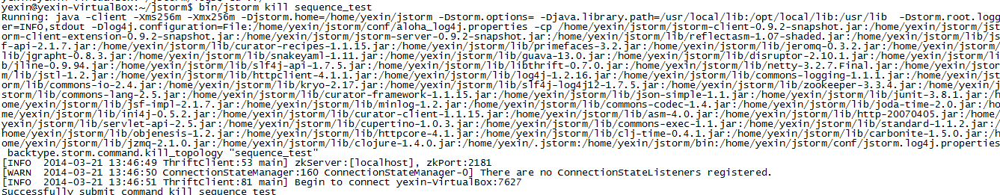 yexin@yexin-VirtualBox:~/jstorm$ bin/jstorm kill sequence_test
Running: java -client -Xms256m -Xmx256m -Djstorm.home=/home/yexin/jstorm -Dstorm.options= -Djava.library.path=/usr/local/lib:/opt/local/lib:/usr/lib  -Dstorm.root.logg
er=INFO,stdout -Dlog4j.configuration=File:/home/yexin/jstorm/conf/aloha_log4j.properties -cp /home/yexin/jstorm/jstorm-client-0.9.2-snapshot.jar:/home/yexin/jstorm/jst
orm-client-extension-0.9.2-snapshot.jar:/home/yexin/jstorm/jstorm-server-0.9.2-snapshot.jar:/home/yexin/jstorm/lib/reflectasm-1.07-shaded.jar:/home/yexin/jstorm/lib/js
f-api-2.1.7.jar:/home/yexin/jstorm/lib/curator-recipes-1.1.15.jar:/home/yexin/jstorm/lib/primefaces-3.2.jar:/home/yexin/jstorm/lib/jeromq-0.3.2.jar:/home/yexin/jstorm/
lib/jgrapht-0.8.3.jar:/home/yexin/jstorm/lib/snakeyaml-1.11.jar:/home/yexin/jstorm/lib/guava-13.0.jar:/home/yexin/jstorm/lib/disruptor-2.10.1.jar:/home/yexin/jstorm/li
b/jline-0.9.94.jar:/home/yexin/jstorm/lib/slf4j-api-1.7.5.jar:/home/yexin/jstorm/lib/libthrift-0.7.0.jar:/home/yexin/jstorm/lib/netty-3.2.7.Final.jar:/home/yexin/jstor
m/lib/jstl-1.2.jar:/home/yexin/jstorm/lib/httpclient-4.1.1.jar:/home/yexin/jstorm/lib/log4j-1.2.16.jar:/home/yexin/jstorm/lib/commons-logging-1.1.1.jar:/home/yexin/jst
orm/lib/commons-io-2.4.jar:/home/yexin/jstorm/lib/kryo-2.17.jar:/home/yexin/jstorm/lib/slf4j-log4j12-1.7.5.jar:/home/yexin/jstorm/lib/zookeeper-3.3.4.jar:/home/yexin/j
storm/lib/commons-lang-2.5.jar:/home/yexin/jstorm/lib/curator-framework-1.1.15.jar:/home/yexin/jstorm/lib/json-simple-1.1.jar:/home/yexin/jstorm/lib/junit-3.8.1.jar:/h
ome/yexin/jstorm/lib/jsf-impl-2.1.7.jar:/home/yexin/jstorm/lib/minlog-1.2.jar:/home/yexin/jstorm/lib/commons-codec-1.4.jar:/home/yexin/jstorm/lib/joda-time-2.0.jar:/ho
me/yexin/jstorm/lib/ini4j-0.5.2.jar:/home/yexin/jstorm/lib/curator-client-1.1.15.jar:/home/yexin/jstorm/lib/asm-4.0.jar:/home/yexin/jstorm/lib/http-20070405.jar:/home/
yexin/jstorm/lib/servlet-api-2.5.jar:/home/yexin/jstorm/lib/cupertino-1.0.3.jar:/home/yexin/jstorm/lib/commons-exec-1.1.jar:/home/yexin/jstorm/lib/standard-1.1.2.jar:/
home/yexin/jstorm/lib/objenesis-1.2.jar:/home/yexin/jstorm/lib/httpcore-4.1.jar:/home/yexin/jstorm/lib/clj-time-0.4.1.jar:/home/yexin/jstorm/lib/carbonite-1.5.0.jar:/h
ome/yexin/jstorm/lib/jzmq-2.1.0.jar:/home/yexin/jstorm/lib/clojure-1.4.0.jar:/home/yexin/.jstorm:/home/yexin/jstorm/bin:/home/yexin/jstorm/conf/jstorm.log4j.properties
 backtype.storm.command.kill_topology "sequence_test"
[INFO  2014-03-21 13:46:49 ThriftClient:53 main] zkServer:[localhost], zkPort:2181
[WARN  2014-03-21 13:46:50 ConnectionStateManager:160 ConnectionStateManager-0] There are no ConnectionStateListeners registered.
[INFO  2014-03-21 13:46:51 ThriftClient:81 main] Begin to connect yexin-VirtualBox:7627
Successfully submit command kill sequence_test